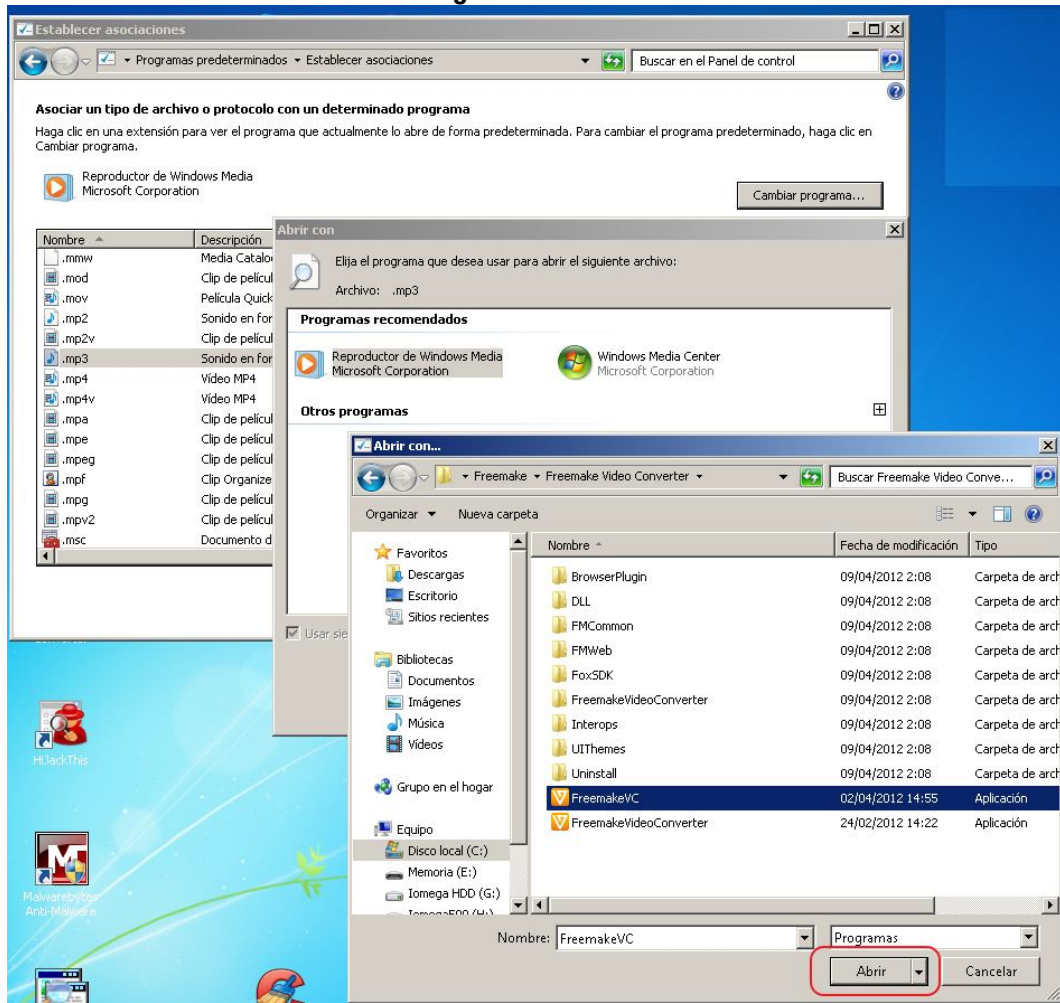 Establecer asociaciones
Programas predeterminados Establecer asociaciones
Buscar en el Panel de control
Asociar un tipo de archivo o protocolo con un determinado programa
Haga clic en una extensión para ver el programa que actualmente lo abre de forma predeterminada. Para cambiar el programa predeterminado, haga clic en
Cambiar programa.
Reproductor de Windows Media
Microsoft Corporation
Cambiar programa...
Nombre Descripción
.mmw Media Catalo
.mod Clip de películ
.mov Película Quick
.mp2 Sonido en for
.mp2v Clip de películ
.mp3 Sonido en for
.mp4 Vídeo MP4
.mp4v Vídeo MP4
.mpa Clip de películ
.mpe Clip de películ
.mpeg Clip de películ
.mpf Clip Organize
.mpg Clip de películ
.mpv2 Clip de películ
.msc Documento d
Abrir con
Elija el programa que desea usar para abrir el siguiente archivo:
Archivo: .mp3
Programas recomendados
Reproductor de Windows Media
Microsoft Corporation
Windows Media Center
Microsoft Corporation
Otros programas
Usar sie
Abrir con...
Freemake Freemake Video Converter
Buscar Freemake Video Conve...
Organizar Nueva carpeta
Favoritos
Descargas
Escritorio
Sitios recientes
Bibliotecas
Documentos
Imágenes
Música
Vídeos
Grupo en el hogar
Equipo
Disco local (C:)
Memoria (E:)
Iomega HDD (G:)
Nombre Fecha de modificación Tipo
BrowserPlugin 09/04/2012 2:08 Carpeta de arch
DLL 09/04/2012 2:08 Carpeta de arch
FMCommon 09/04/2012 2:08 Carpeta de arch
FMWeb 09/04/2012 2:08 Carpeta de arch
FoxSDK 09/04/2012 2:08 Carpeta de arch
FreemakeVideoConverter 09/04/2012 2:08 Carpeta de arch
Interops 09/04/2012 2:08 Carpeta de arch
UIThemes 09/04/2012 2:08 Carpeta de arch
Uninstall 09/04/2012 2:08 Carpeta de arch
FreemakeVC 02/04/2012 14:55 Aplicación
FreemakeVideoConverter 24/02/2012 14:22 Aplicación
Nombre: FreemakeVC
Programas
Abrir
Cancelar
HiJackThis
Malwarebytes
Anti-Malware